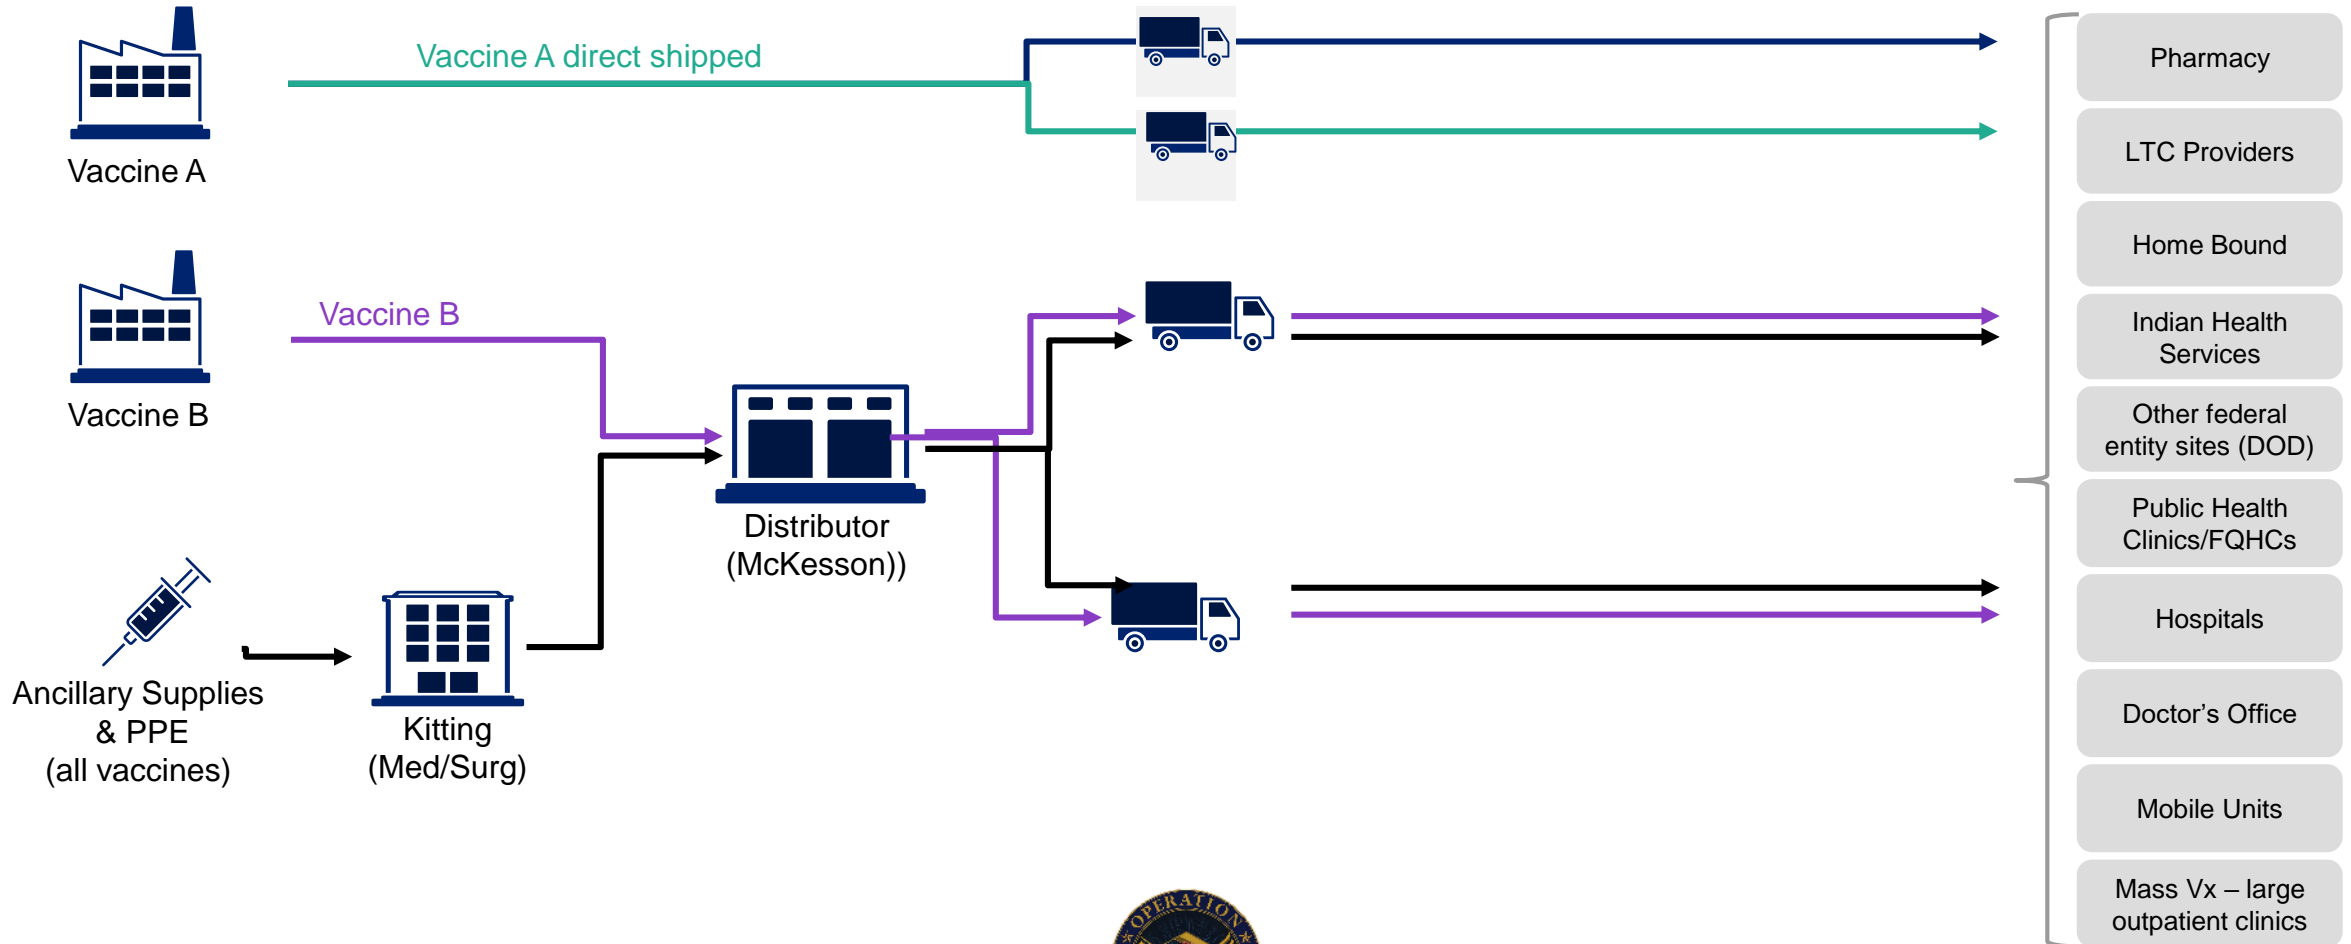 Vaccine A direct shipped
Vaccine A
Vaccine B
Vaccine B
Distributor
(McKesson))
Ancillary Supplies
& PPE
(all vaccines)
Kitting
(Med/Surg)
Pharmacy
LTC Providers
Home Bound
Indian Health
Services
Other federal
entity sites (DOD)
Public Health
Clinics/FQHCs
Hospitals
Doctor’s Office
Mobile Units
Mass Vx – large
outpatient clinics
OPERATION